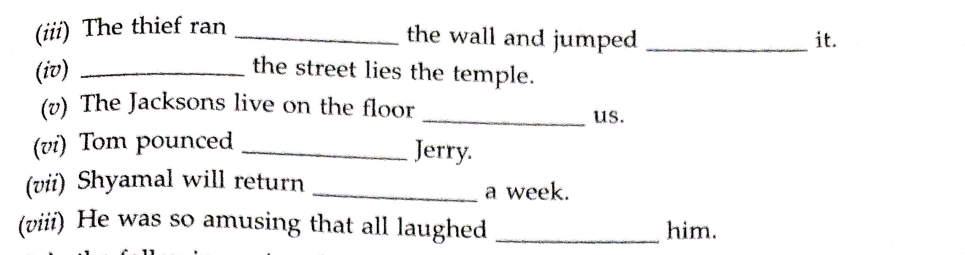 (iii) The thief ran ____________ the wall and jumped ____________ it.
(iv) ____________ the street lies the temple.
(v) The Jacksons live on the floor ____________ us.
(vi) Tom pounced ____________ Jerry.
(vii) Shyamal will return ____________ a week.
(viii) He was so amusing that all laughed ____________ him.